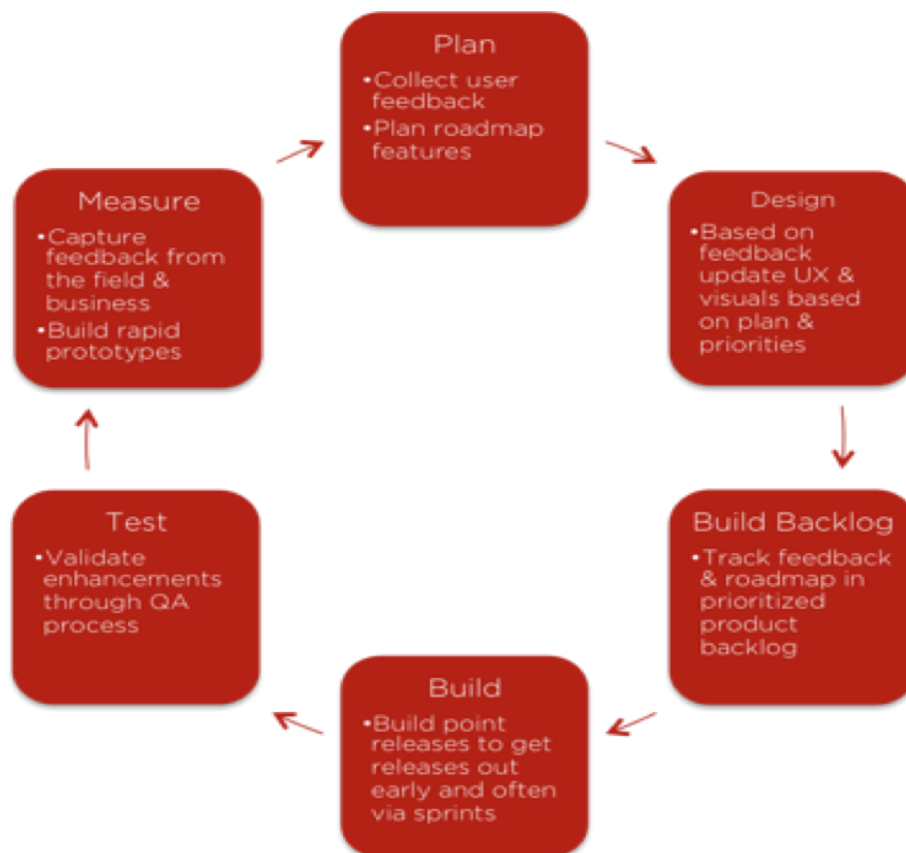 Plan
•Collect user
feedback
•Plan roadmap
features
Design
•Based on
feedback
update UX &
visuals based
on plan &
priorities
Build Backlog
•Track feedback
& roadmap in
prioritized
product
backlog
Build
•Build point
releases to get
releases out
early and often
via sprints
Test
•Validate
enhancements
through QA
process
Measure
•Capture
feedback from
the field &
business
•Build rapid
prototypes